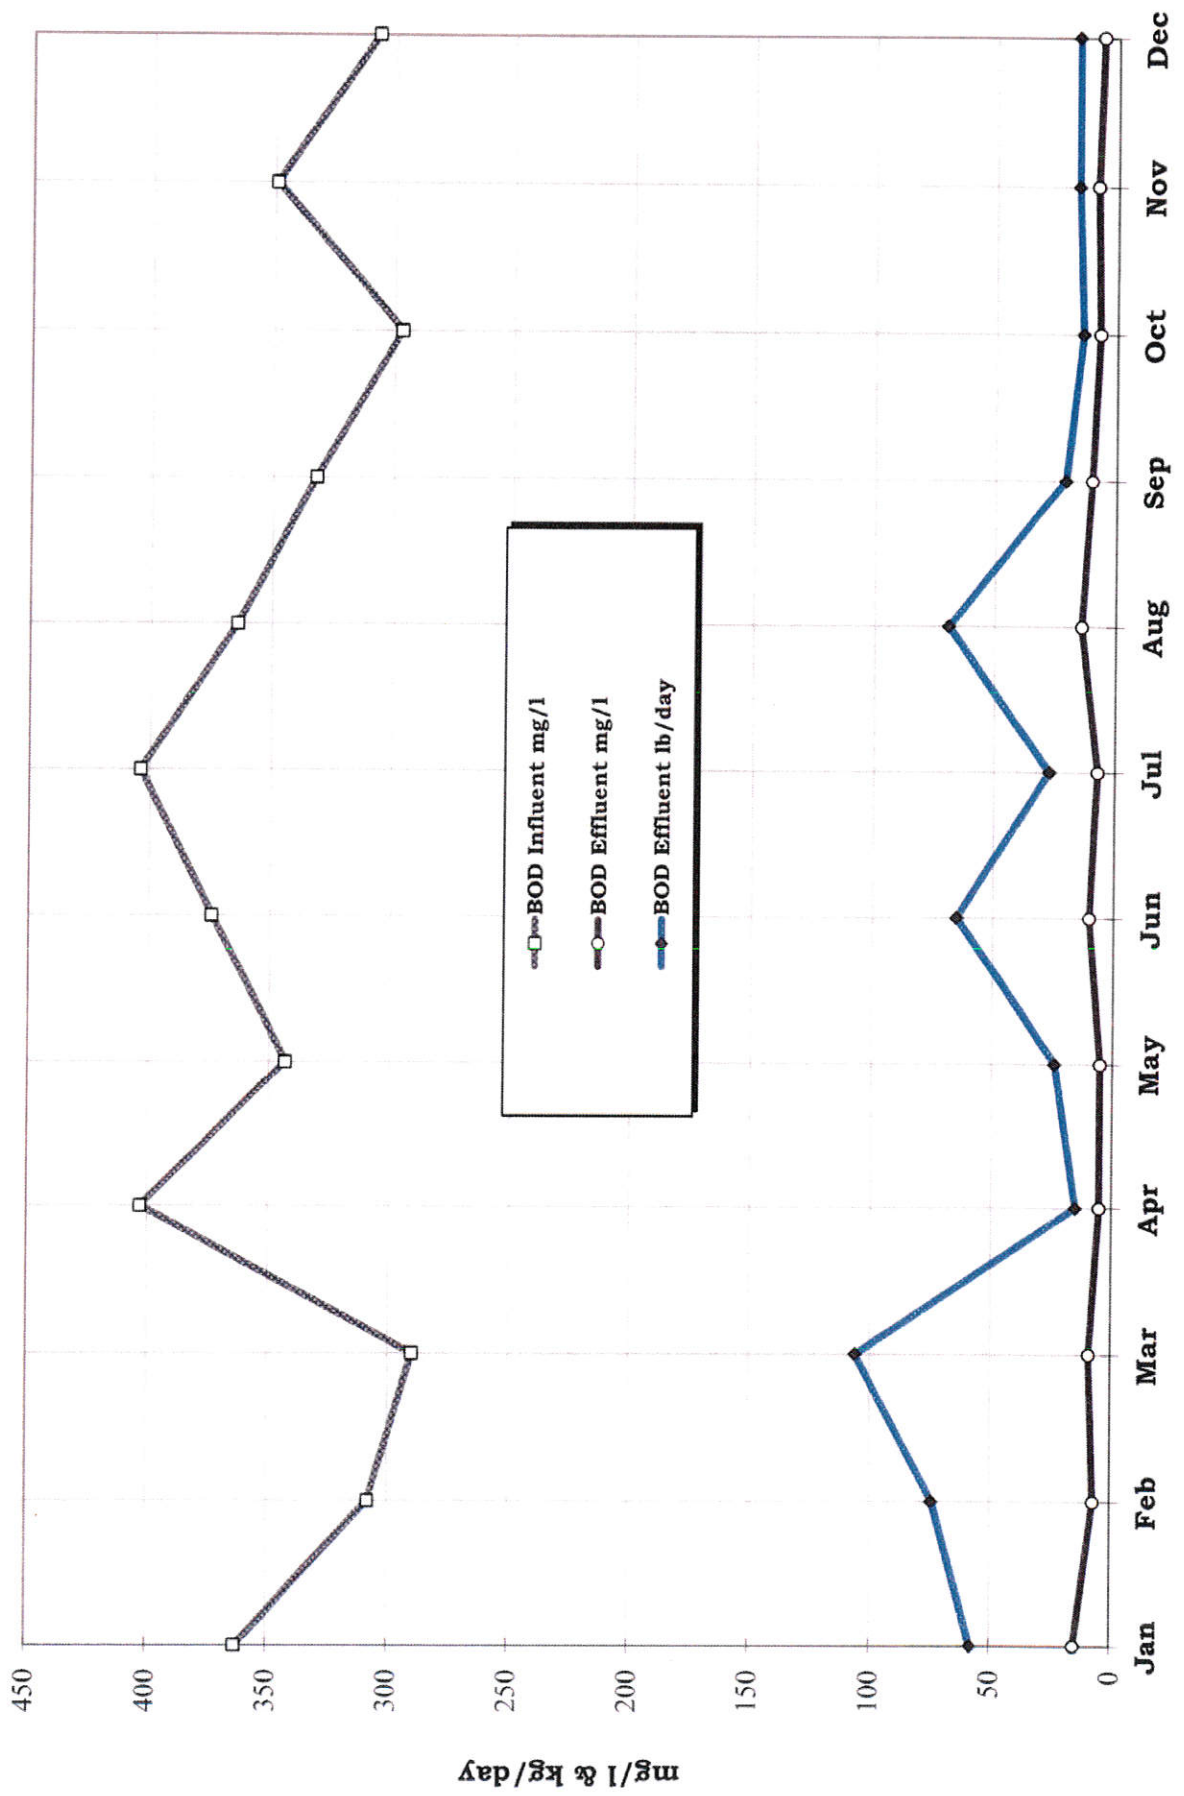 450
400
350
300
250
200
150
100
50
0
mg/l & kg/day
BOD Influent mg/l
BOD Effluent mg/l
BOD Effluent lb/day
Jan
Feb
Mar
Apr
May
Jun
Jul
Aug
Sep
Oct
Nov
Dec